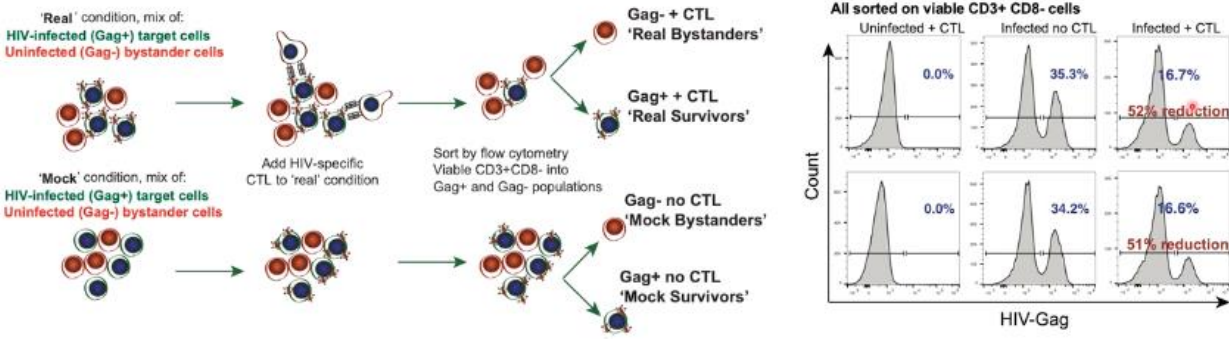 'Real' condition, mix of:
HIV-infected (Gag+) target cells
Uninfected (Gag-) bystander cells
Add HIV-specific
CTL to 'real' condition
Sort by flow cytometry
Viable CD3+CD8- into
Gag+ and Gag- populations
Gag- + CTL
'Real Bystanders'
Gag+ + CTL
'Real Survivors'
'Mock' condition, mix of:
HIV-infected (Gag+) target cells
Uninfected (Gag-) bystander cells
Gag- no CTL
'Mock Bystanders'
Gag+ no CTL
'Mock Survivors'
All sorted on viable CD3+ CD8- cells
Uninfected + CTL
Infected no CTL
Infected + CTL
0.0%
35.3%
16.7%
52% reduction
0.0%
34.2%
16.6%
51% reduction
Count
HIV-Gag